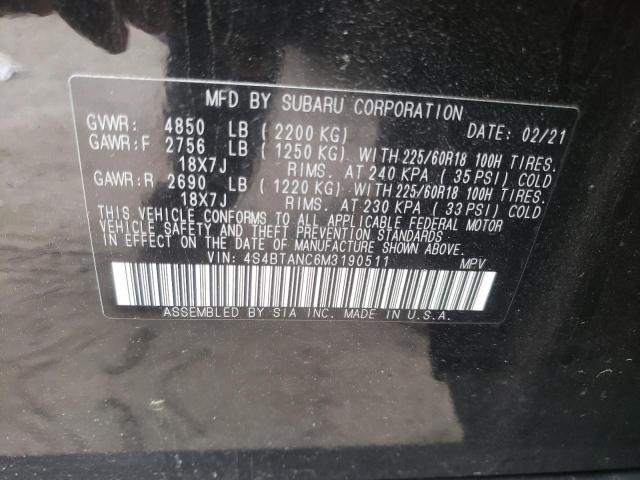 MFD BY SUBARU CORPORATION
GVWR: 4850 LB ( 2200 KG) DATE: 02/21
GAWR:F 2756 LB ( 1250 KG) WITH 225/60R18 100H TIRES.
18X7J RIMS. AT 240 KPA ( 35 PSI) COLD
GAWR:R 2690 LB ( 1220 KG) WITH 225/60R18 100H TIRES.
18X7J RIMS. AT 230 KPA ( 33 PSI) COLD
THIS VEHICLE CONFORMS TO ALL APPLICABLE FEDERAL MOTOR
VEHICLE SAFETY AND THEFT PREVENTION STANDARDS
IN EFFECT ON THE DATE OF MANUFACTURE SHOWN ABOVE.
VIN: 4S4BTANC6M3190511 MPV
ASSEMBLED BY SIA INC. MADE IN U.S.A.